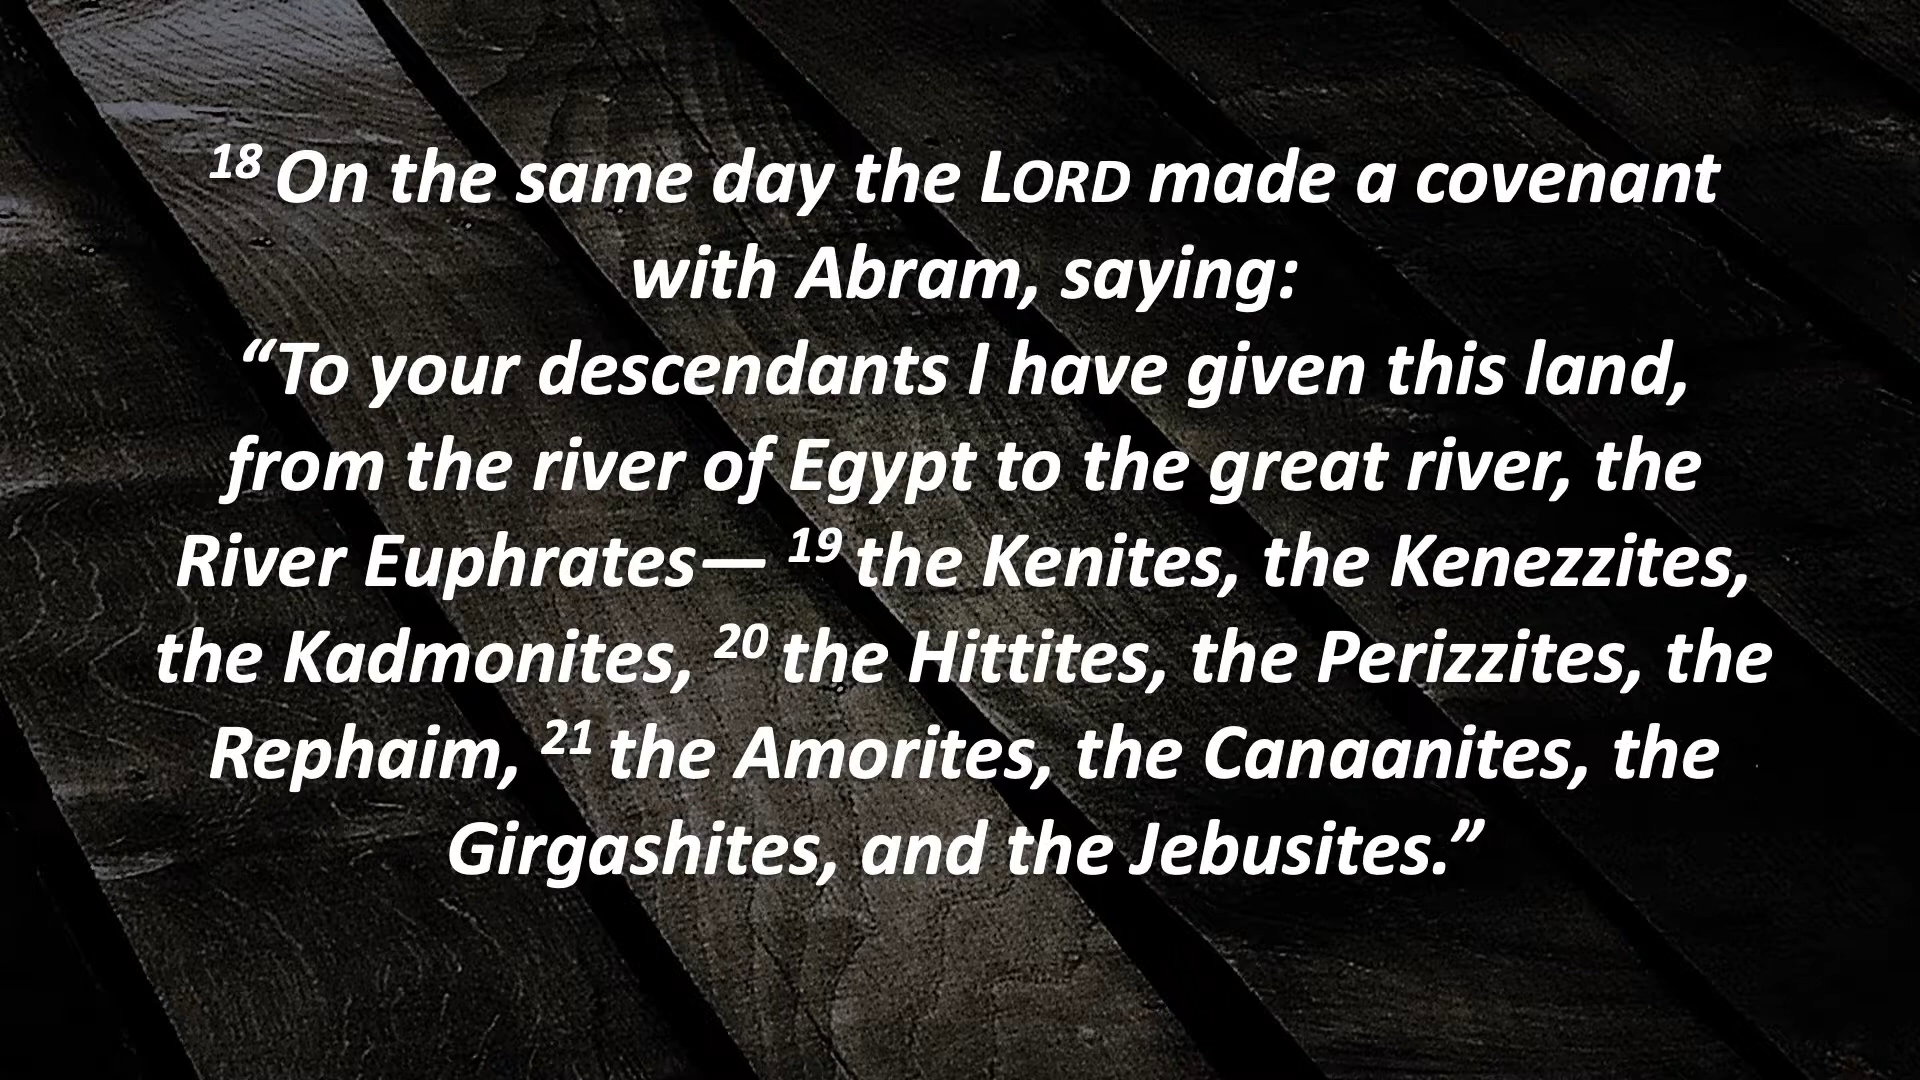 18 On the same day the LORD made a covenant
with Abram, saying:
“To your descendants I have given this land,
from the river of Egypt to the great river, the
River Euphrates— 19 the Kenites, the Kenezzites,
the Kadmonites, 20 the Hittites, the Perizzites, the
Rephaim, 21 the Amorites, the Canaanites, the
Girgashites, and the Jebusites.”